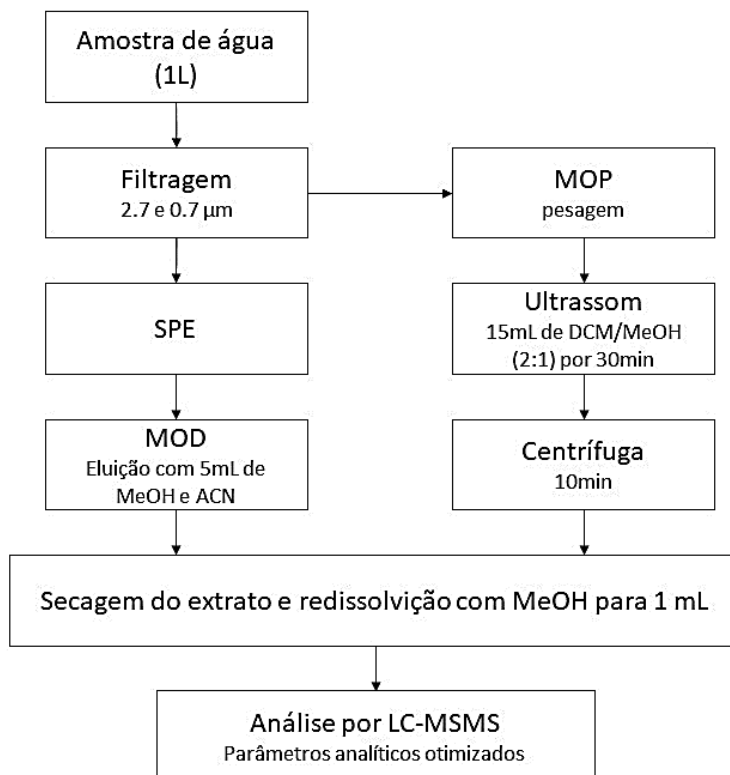 Amostra de água
(1L)
Filtragem
2.7 e 0.7 µm
MOP
pesagem
SPE
Ultrassom
15mL de DCM/MeOH
(2:1) por 30min
MOD
Eluição com 5mL de
MeOH e ACN
Centrífuga
10min
Secagem do extrato e redissolvição com MeOH para 1 mL
Análise por LC-MSMS
Parâmetros analíticos otimizados